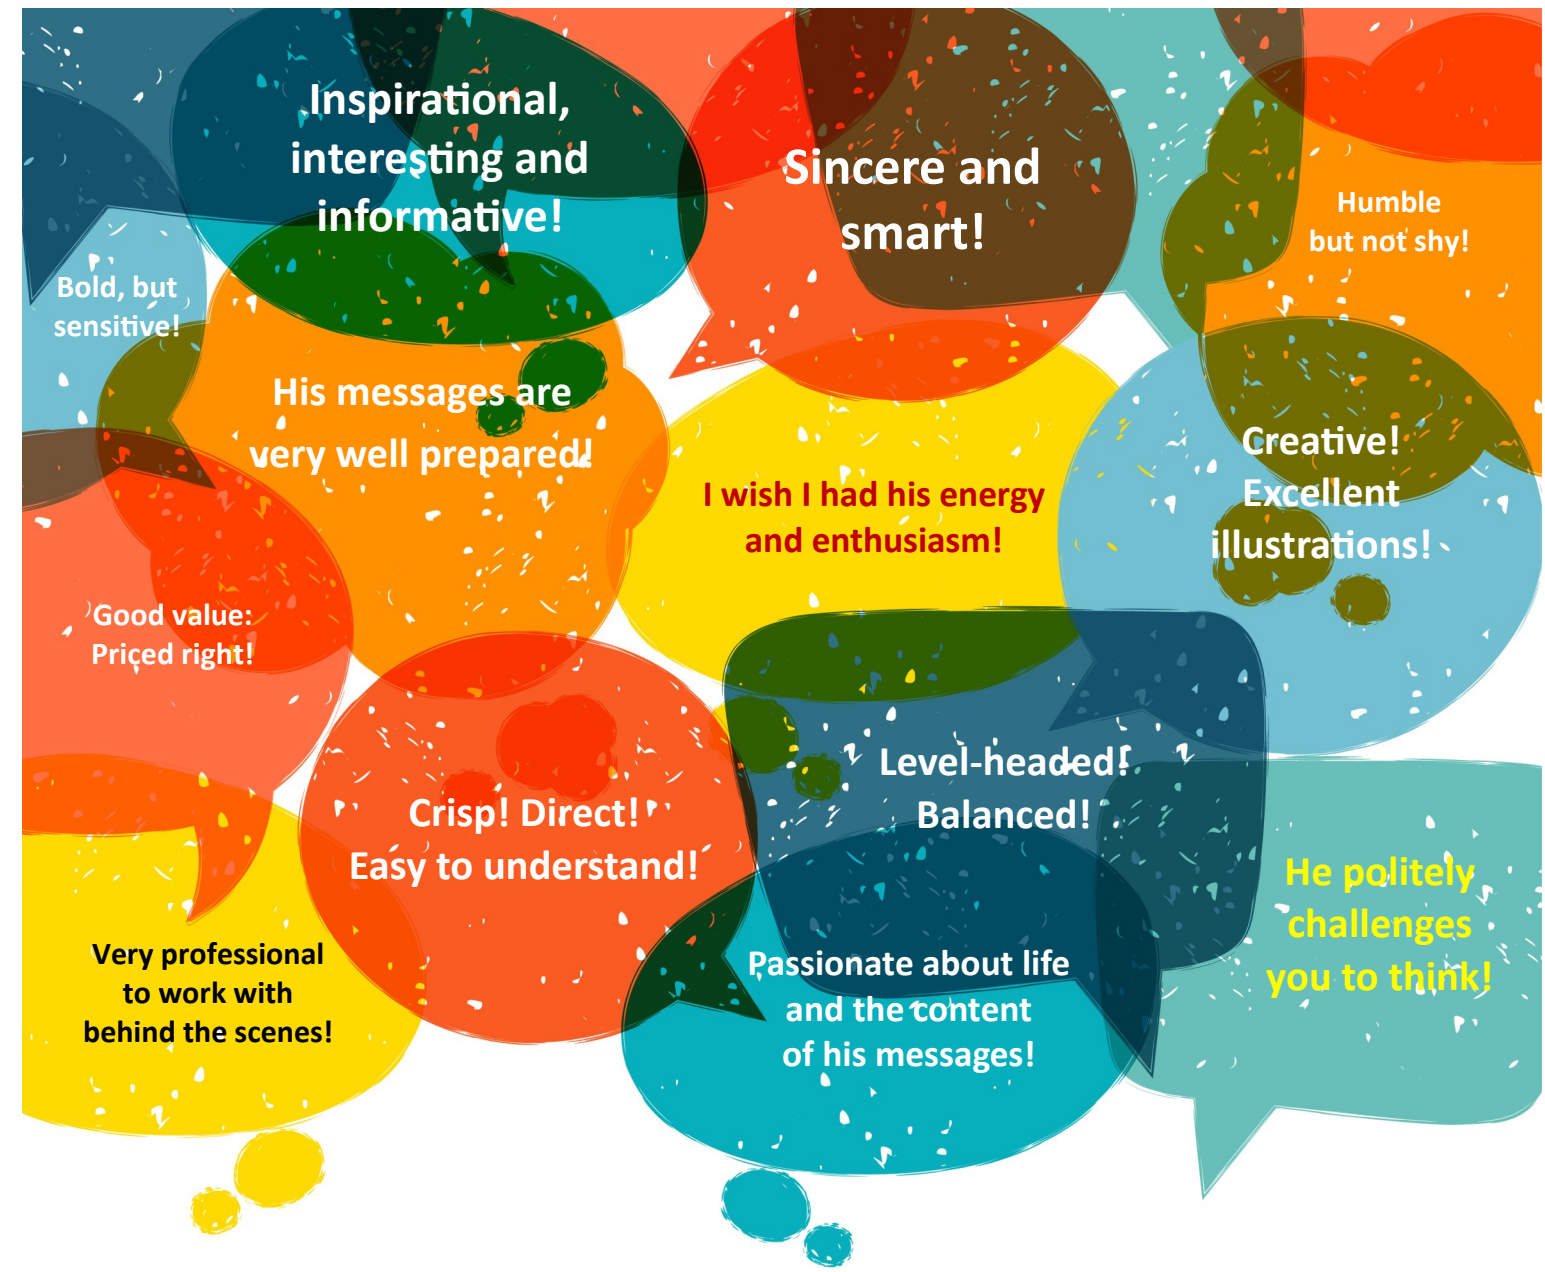 Inspirational,
interesting and
informative!
Sincere and
smart!
Humble
but not shy!
Bold, but
sensitive!
His messages are
very well prepared!
I wish I had his energy
and enthusiasm!
Creative!
Excellent
illustrations!
Good value:
Priced right!
Crisp! Direct!
Easy to understand!
Level-headed!
Balanced!
He politely
challenges
you to think!
Very professional
to work with
behind the scenes!
Passionate about life
and the content
of his messages!